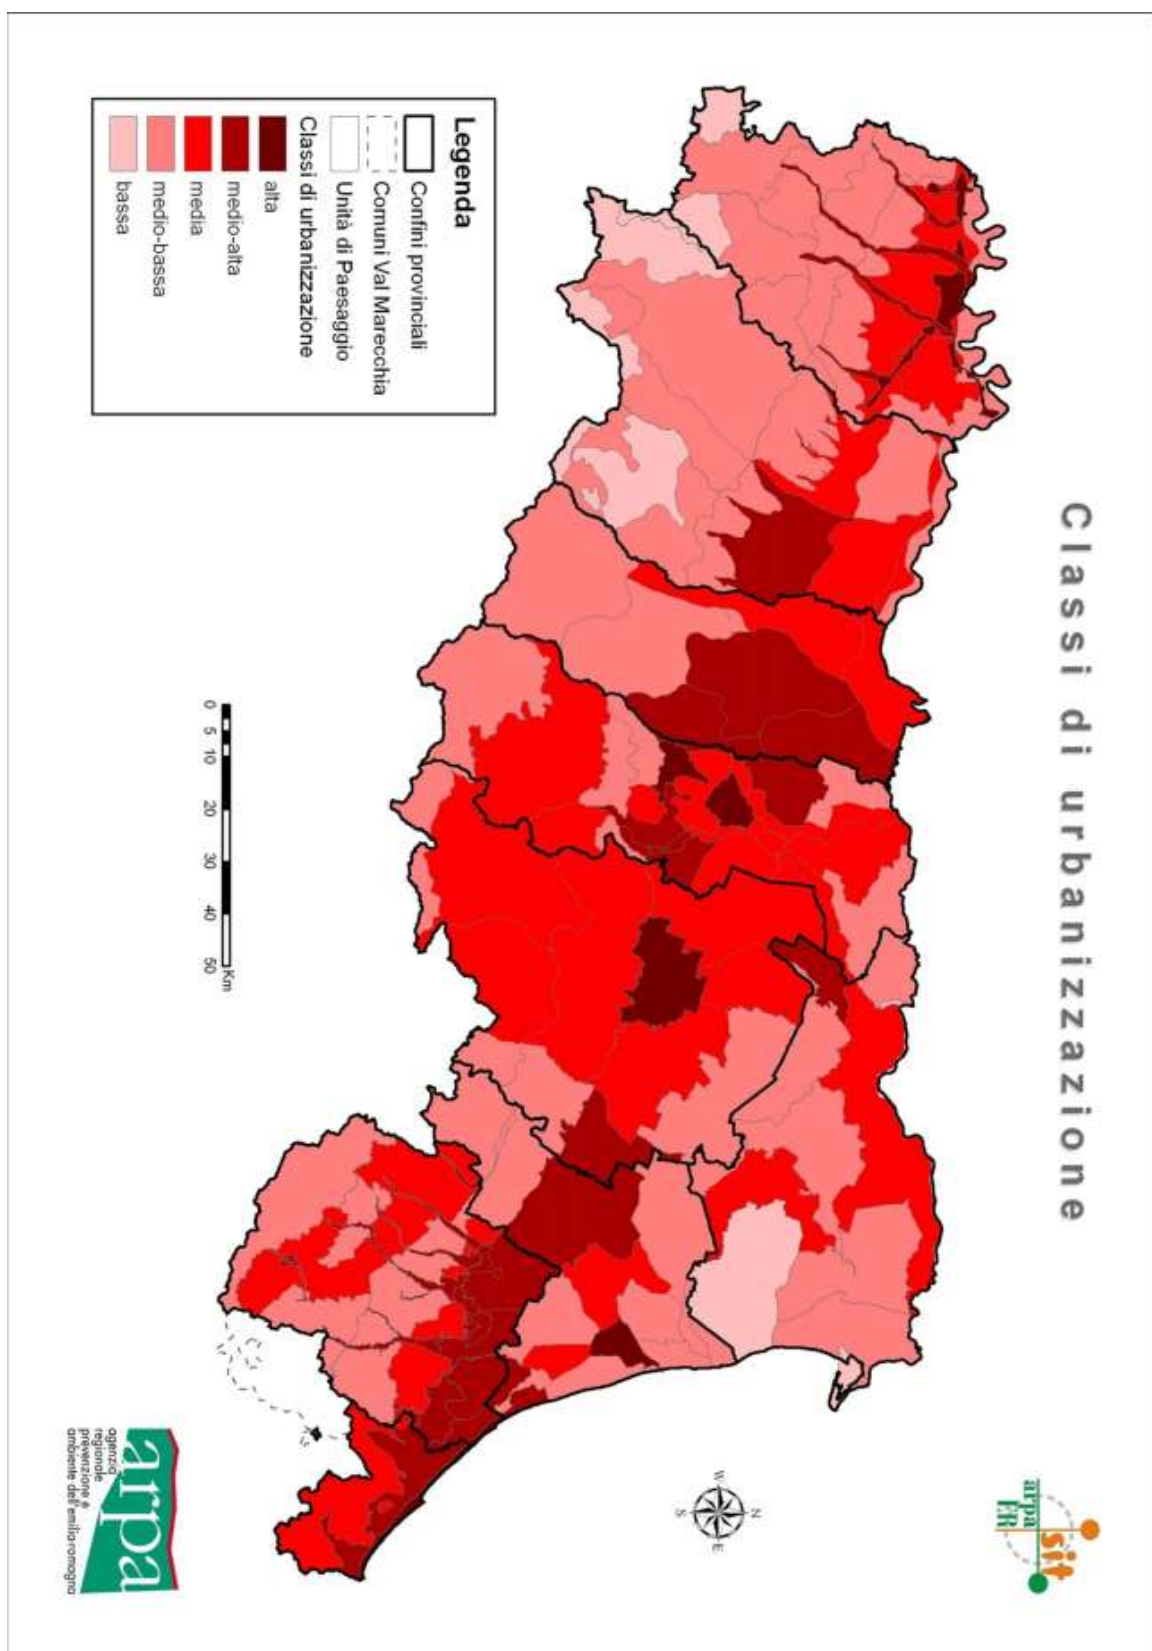 Classi di urbanizzazione
Legenda
Confini provinciali
Comuni Val Marecchia
Unità di Paesaggio
Classi di urbanizzazione
alta
medio-alta
media
medio-bassa
bassa
0 5 10 20 30 40 50
Km
N
W E
S
sit
arpa
ER
arpa
agenzia
regionale
prevenzione e
ambiente dell'emilia-romagna